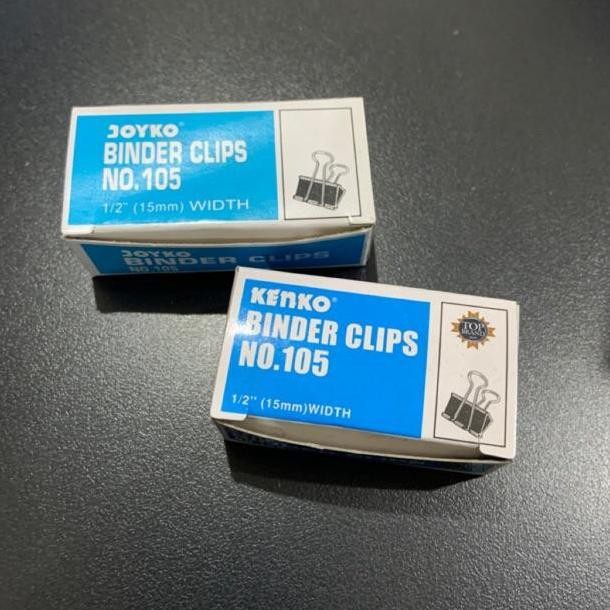 JOYKO®
BINDER CLIPS
NO.105
1/2" (15mm) WIDTH
JOYKO
BINDER CLIPS
NO.105
KENKO®
BINDER CLIPS
NO.105
1/2" (15mm)WIDTH
TOP
BRAND